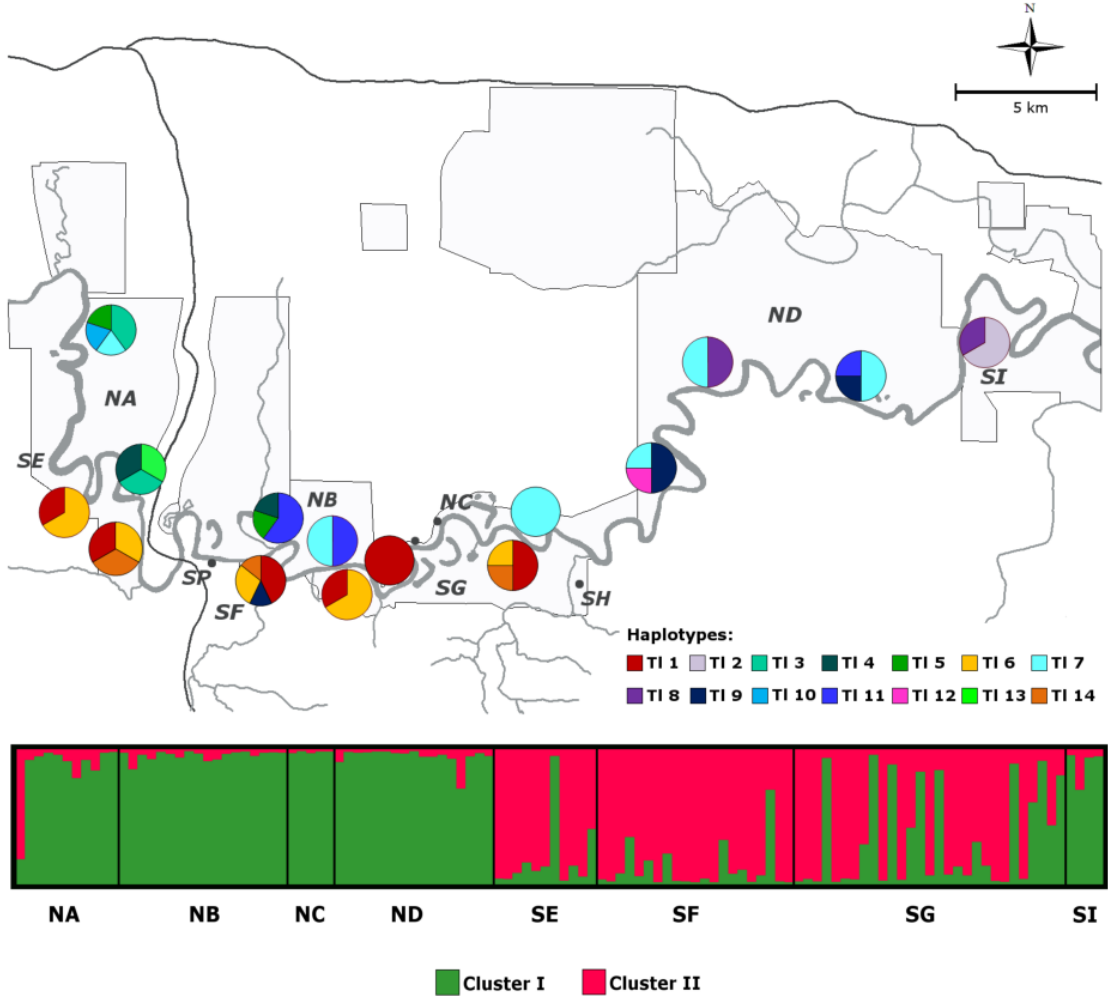 N
5 km
ND
SI
NA
SE
NB
NC
SP
SF
SG
SH
Haplotypes:
Tl 1 Tl 2 Tl 3 Tl 4 Tl 5 Tl 6 Tl 7
Tl 8 Tl 9 Tl 10 Tl 11 Tl 12 Tl 13 Tl 14
NA NB NC ND SE SF SG SI
Cluster I Cluster II